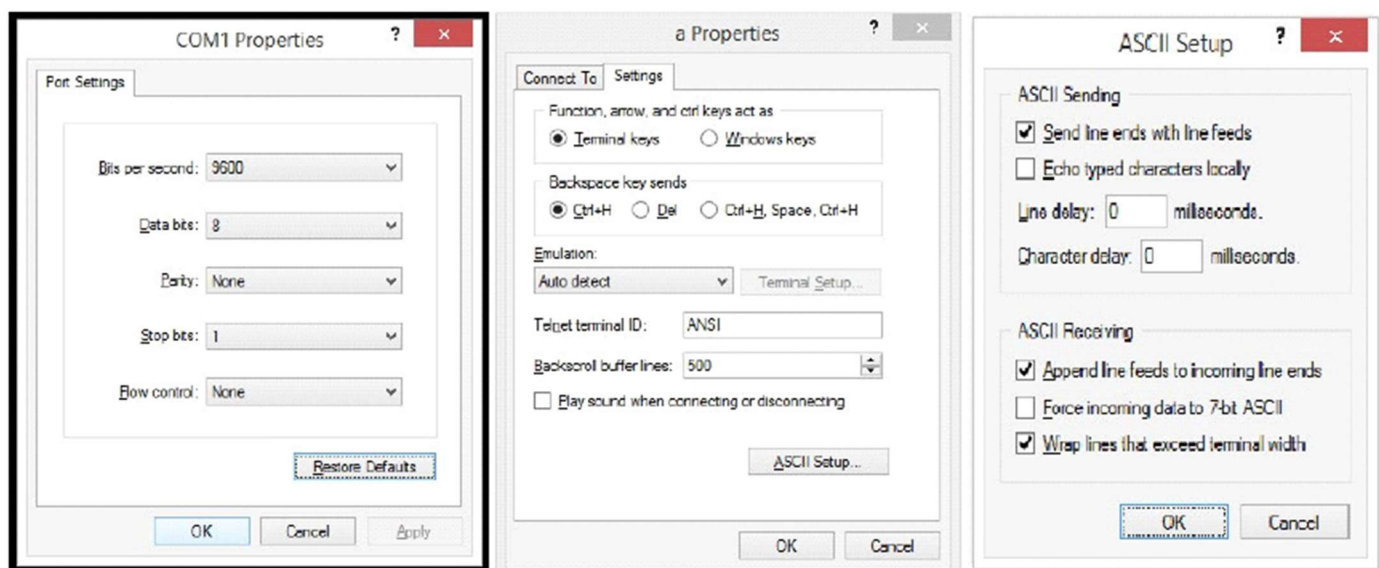 COM1 Properties
?
Port Settings
Bits per second: 9600
Data bits: 8
Parity: None
Stop bits: 1
Flow control: None
Restore Defaults
OK Cancel Apply
a Properties
?
Connect To Settings
Function, arrow, and ctrl keys act as
Terminal keys Windows keys
Backspace key sends
Ctrl+H Del Ctrl+H, Space, Ctrl+H
Emulation:
Auto detect Terminal Setup...
Telnet terminal ID: ANSI
Backscroll buffer lines: 500
Play sound when connecting or disconnecting
ASCII Setup...
OK Cancel
ASCII Setup
?
ASCII Sending
Send line ends with line feeds
Echo typed characters locally
Line delay: 0 milliseconds.
Character delay: 0 milliseconds.
ASCII Receiving
Append line feeds to incoming line ends
Force incoming data to 7-bit ASCII
Wrap lines that exceed terminal width
OK Cancel